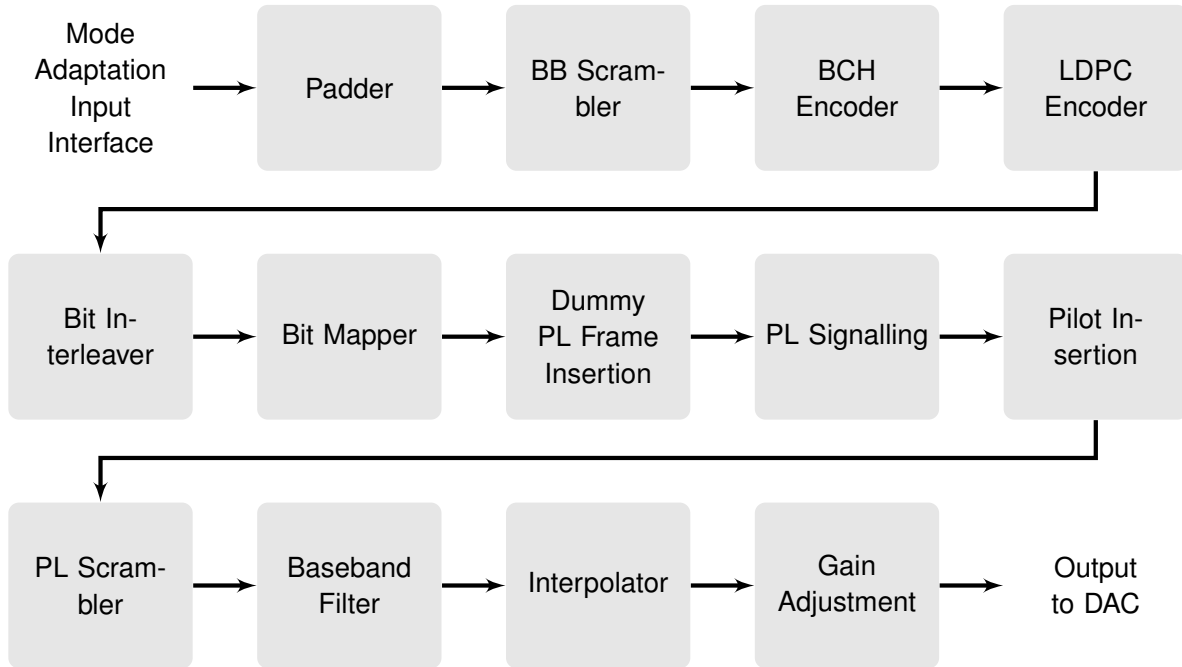 Mode
Adaptation
Input
Interface
Padder
BB Scram-
bler
BCH
Encoder
LDPC
Encoder
Bit In-
terleaver
Bit Mapper
Dummy
PL Frame
Insertion
PL Signalling
Pilot In-
sertion
PL Scram-
bler
Baseband
Filter
Interpolator
Gain
Adjustment
Output
to DAC